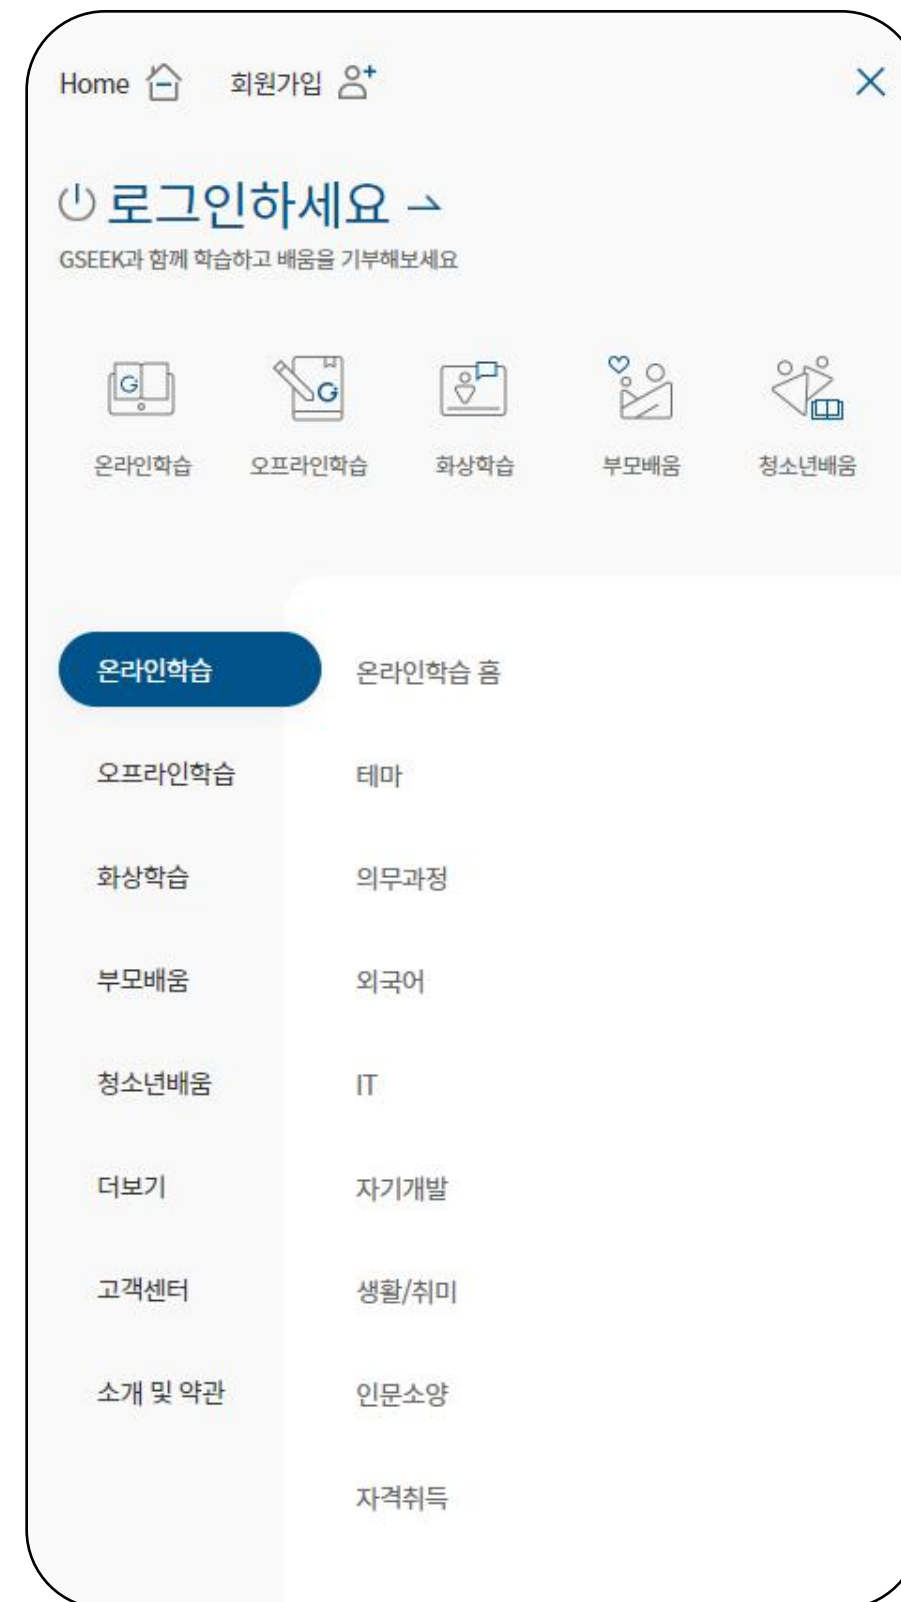 Home 회원가입
로그인하세요
GSEEK과 함께 학습하고 배움을 기부해보세요
온라인학습 오프라인학습 화상학습 부모배움 청소년배움
온라인학습
오프라인학습
화상학습
부모배움
청소년배움
더보기
고객센터
소개 및 약관
온라인학습 홈
테마
의무과정
외국어
IT
자기개발
생활/취미
인문소양
자격취득